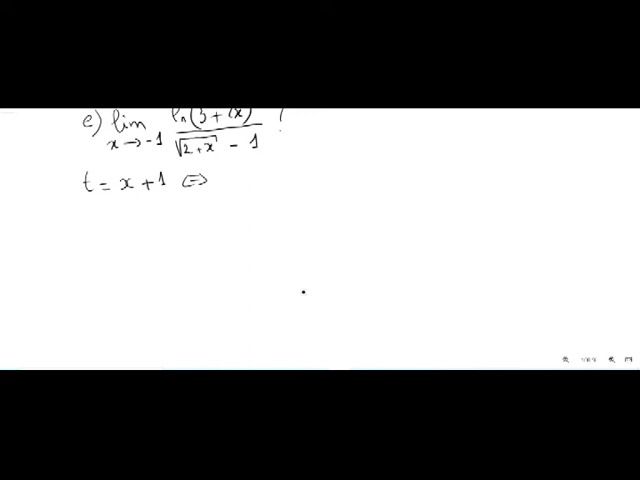 e) lim ln(3 + 2x) !
x → -1 √2+x - 1
t = x + 1 ⇔